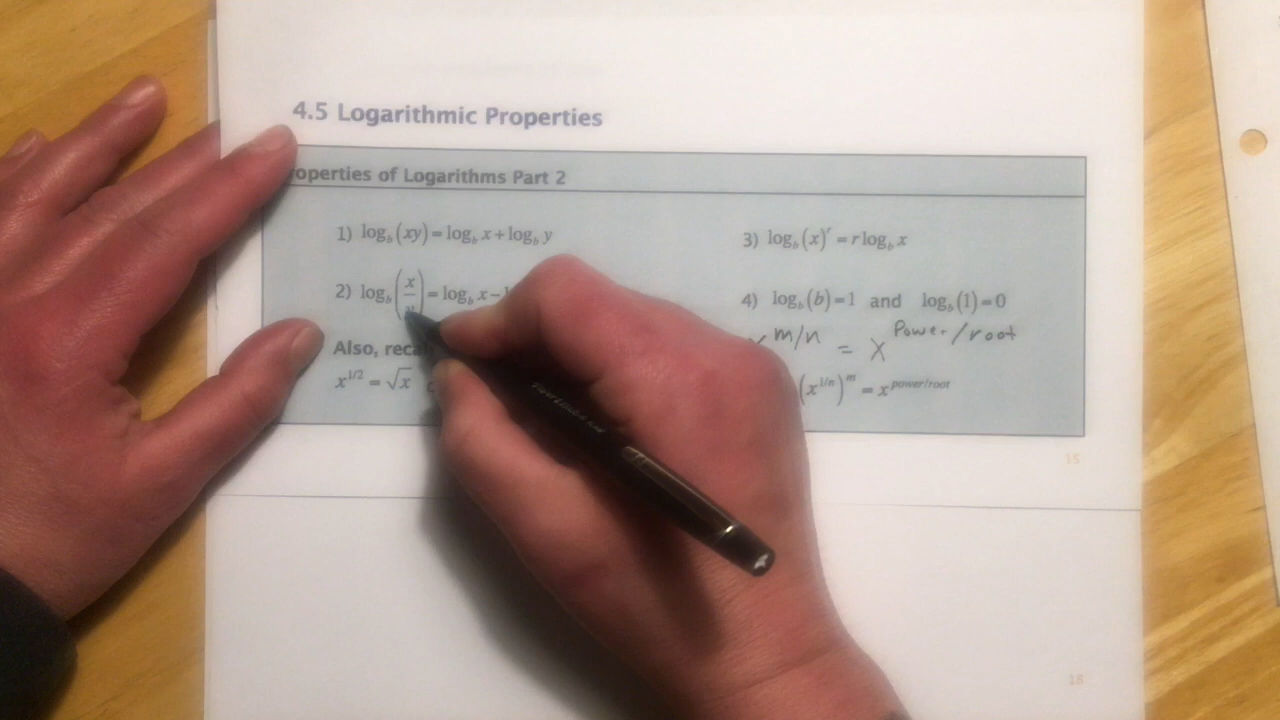 4.5 Logarithmic Properties
operties of Logarithms Part 2
1) log_b(xy)=log_b x+log_b y
3) log_b(x)^r=r log_b x
2) log_b(x/y)=log_b x-
4) log_b(b)=1 and log_b(1)=0
m/n = x Power/root
Also, reca
x^{1/2}=√x
(x^{1/n})^m=x^{power/root}
15
16